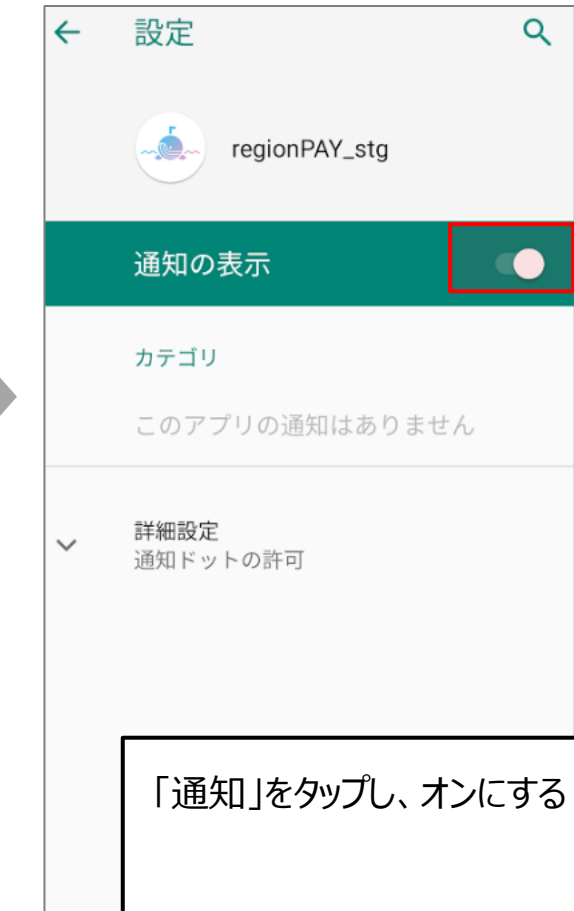 設定
regionPAY_stg
通知の表示
カテゴリ
このアプリの通知はありません
詳細設定
通知ドットの許可
「通知」をタップし、オンにする